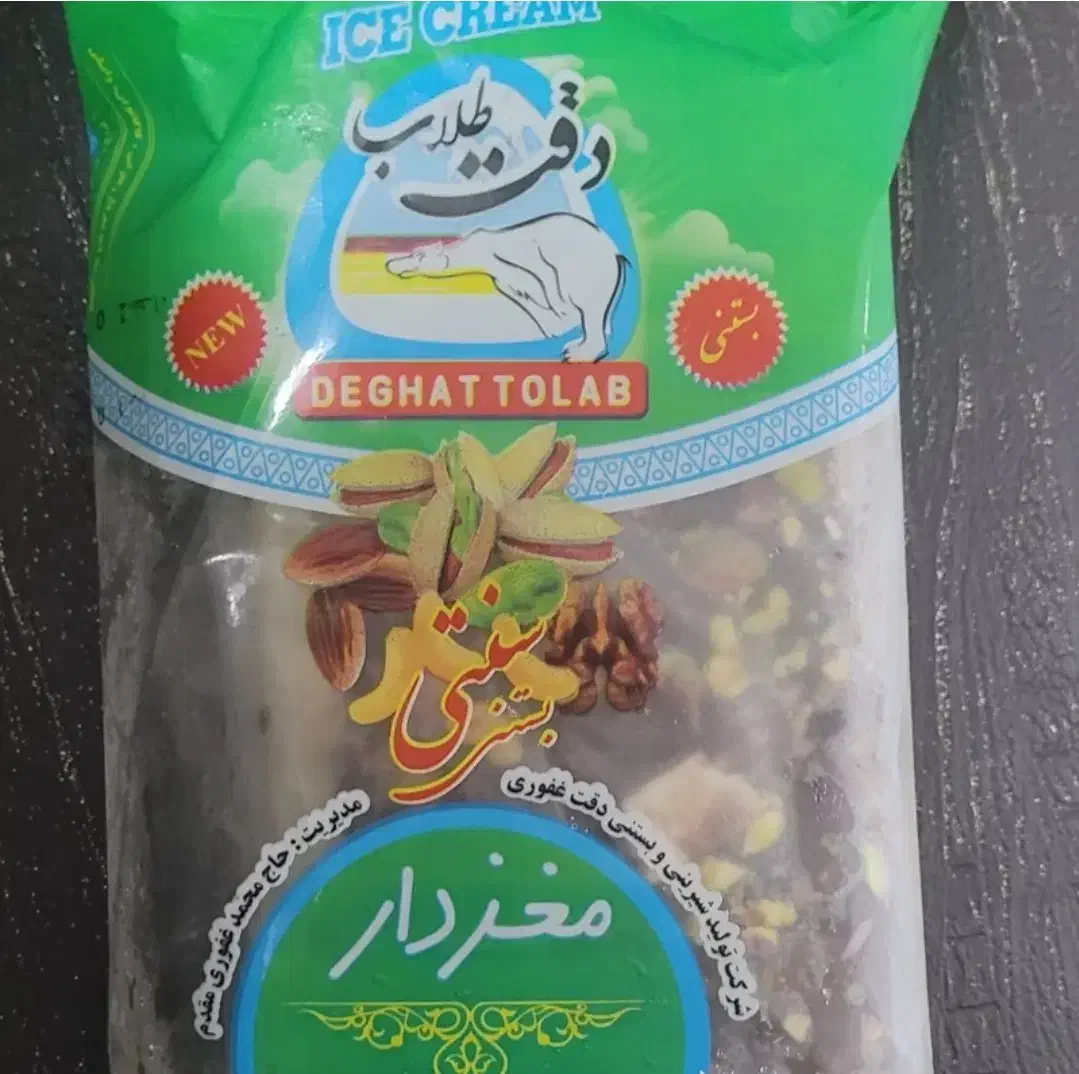 ICE CREAM
دقت طلاب
NEW
بستنی
DEGHAT TOLAB
بستنی سنتی
مدیریت : حاج محمد غفوری مقدم
شرکت تولید شیرینی و بستنی دقت غفوری
مغزدار